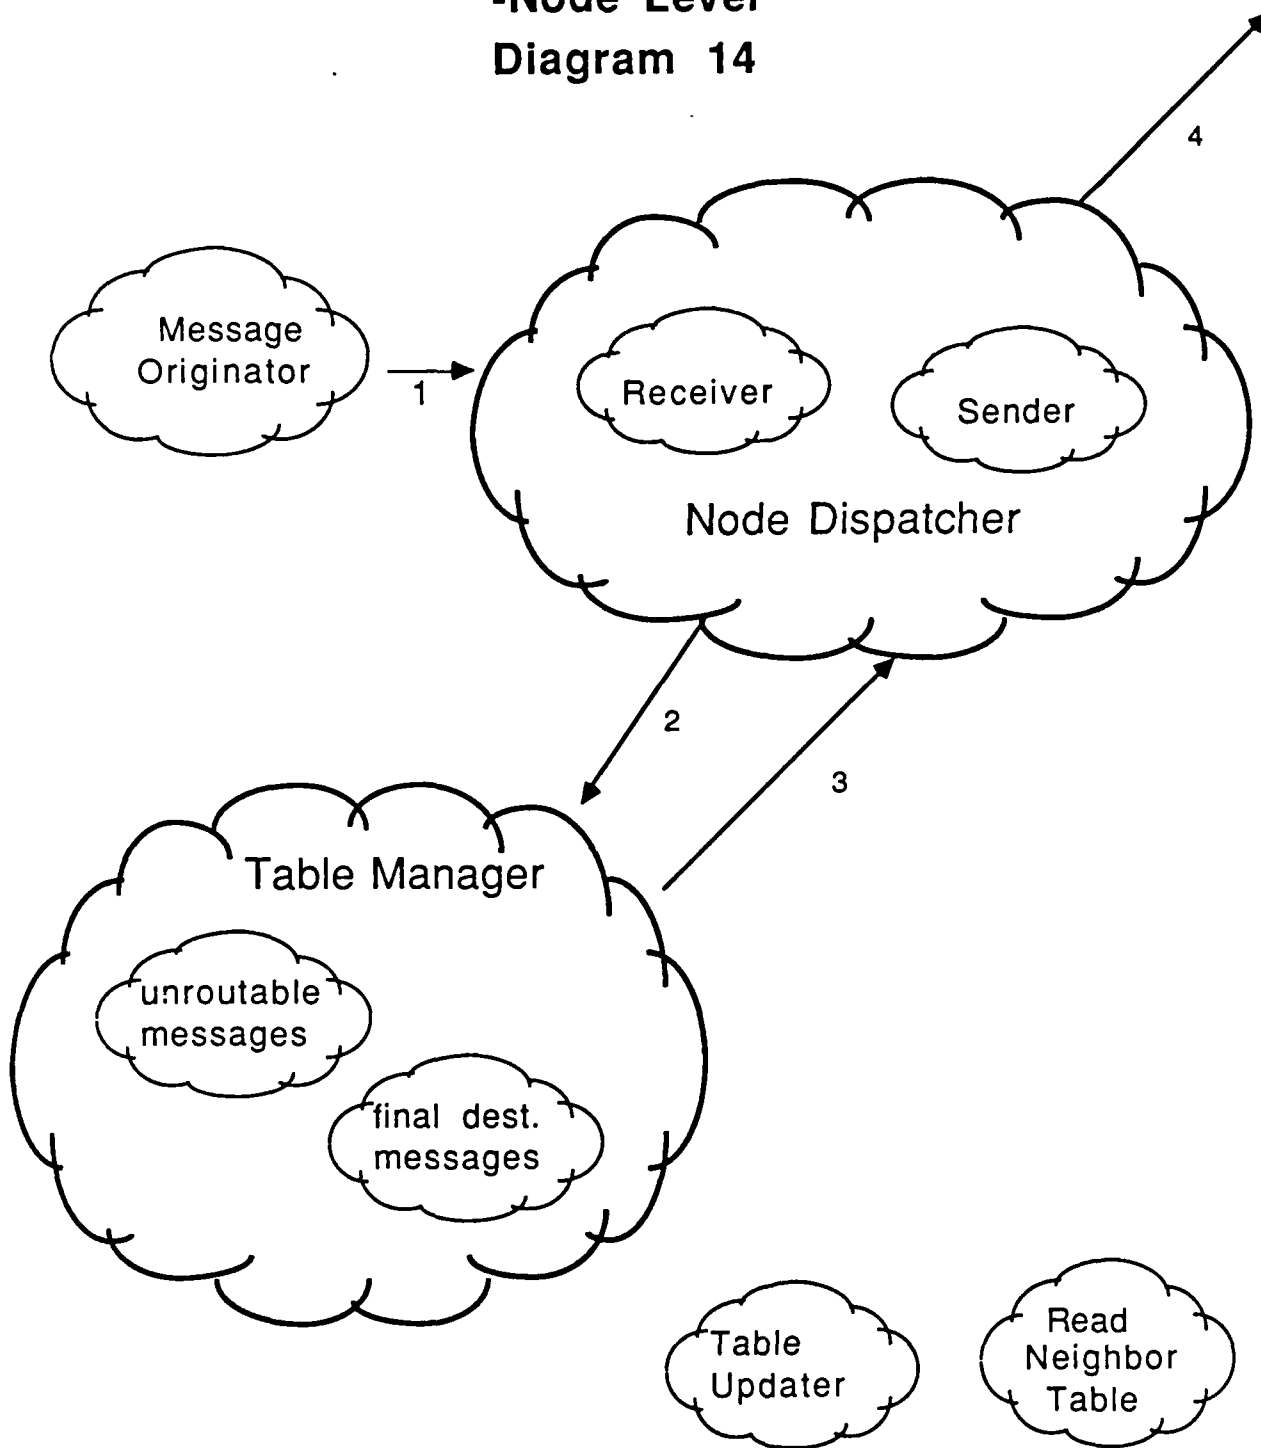 -Node Level
Diagram 14
4
Message
Originator
1
Receiver
Sender
Node Dispatcher
2
3
Table Manager
unroutable
messages
final dest.
messages
Table
Updater
Read
Neighbor
Table